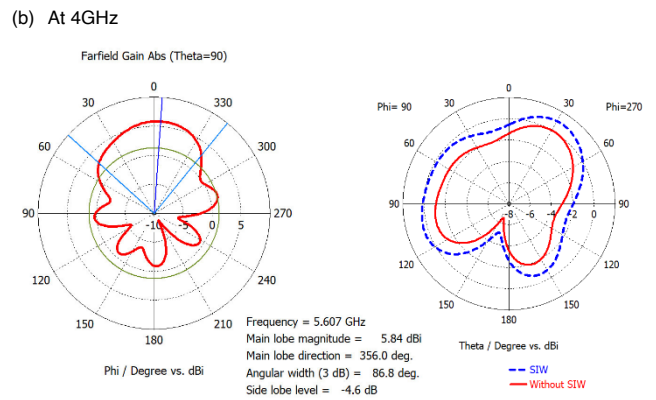 (b) At 4GHz
Farfield Gain Abs (Theta=90)
0
30
330
60
300
90
-10
-5
0
5
270
120
240
150
210
180
Phi / Degree vs. dBi
Frequency = 5.607 GHz
Main lobe magnitude = 5.84 dBi
Main lobe direction = 356.0 deg.
Angular width (3 dB) = 86.8 deg.
Side lobe level = -4.6 dB
0
Phi= 90
30
30
Phi=270
60
60
90
-8
-6
-4
-2
0
90
120
120
150
150
180
Theta / Degree vs. dBi
SIW
Without SIW